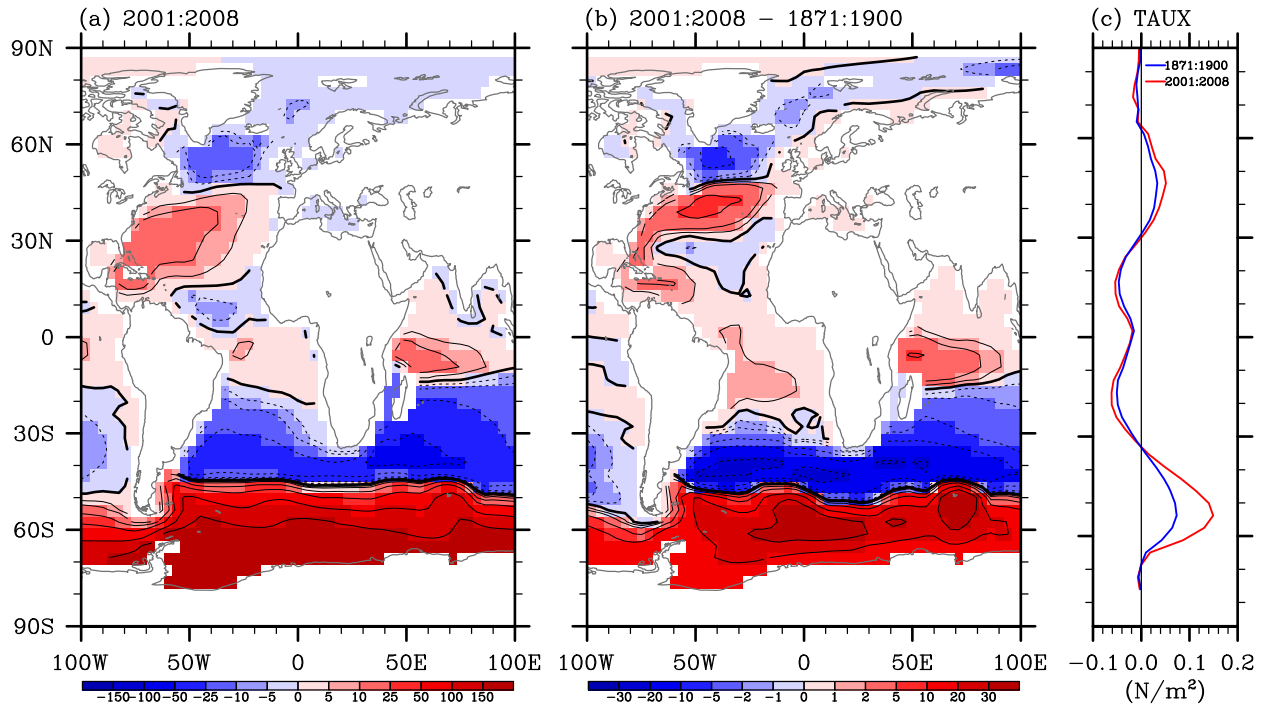 (a) 2001:2008
(b) 2001:2008 − 1871:1900
(c) TAUX
90N
60N
30N
0
30S
60S
90S
100W 50W 0 50E 100E
100W 50W 0 50E 100E
1871:1900
2001:2008
−0.1 0.0 0.1 0.2
(N/m²)
-150 -100 -50 -25 -10 -5 0 5 10 25 50 100 150
-30 -20 -10 -5 -2 -1 0 1 2 5 10 20 30